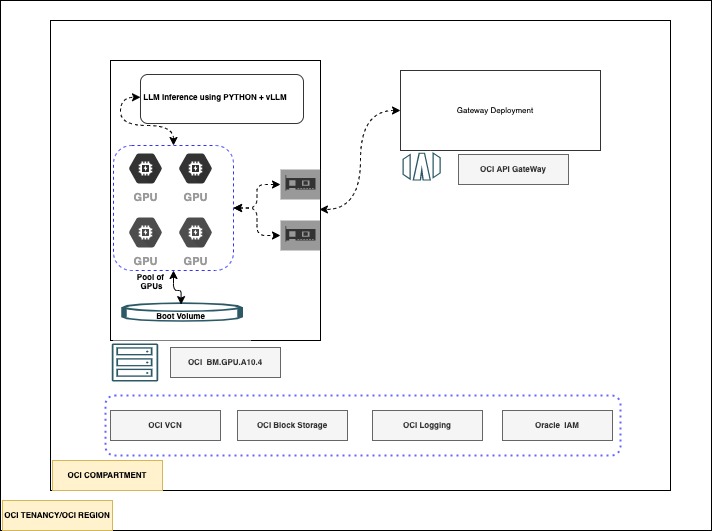 LLM inference using PYTHON + vLLM
Gateway Deployment
OCI API GateWay
GPU
GPU
GPU
GPU
Pool of
GPUs
Boot Volume
OCI BM.GPU.A10.4
OCI VCN
OCI Block Storage
OCI Logging
Oracle IAM
OCI COMPARTMENT
OCI TENANCY/OCI REGION